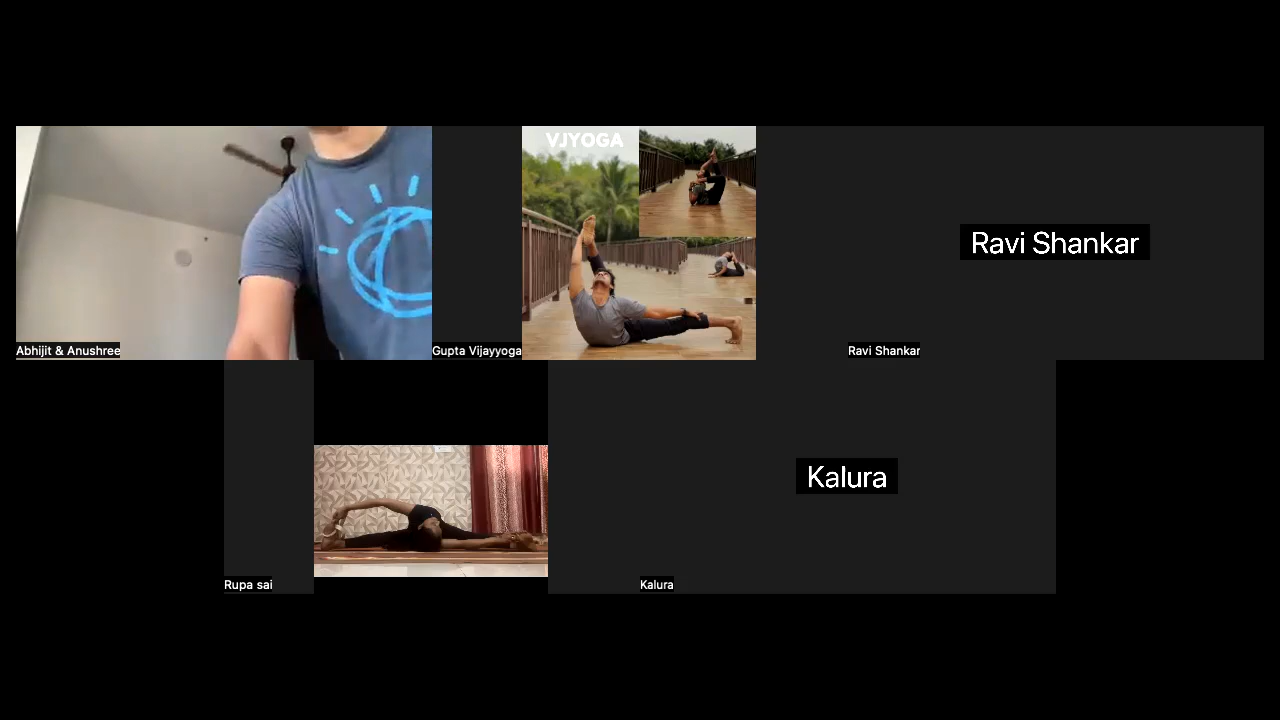 VJYOGA
Ravi Shankar
Abhijit & Anushree
Gupta Vijayyoga
Ravi Shankar
Kalura
Rupa sai
Kalura